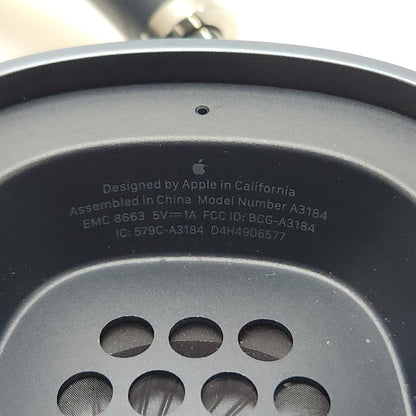 Designed by Apple in California
Assembled in China Model Number A3184
EMC 8663 5V⎓1A FCC ID: BCG-A3184
IC: 579C-A3184 D4H49D6577